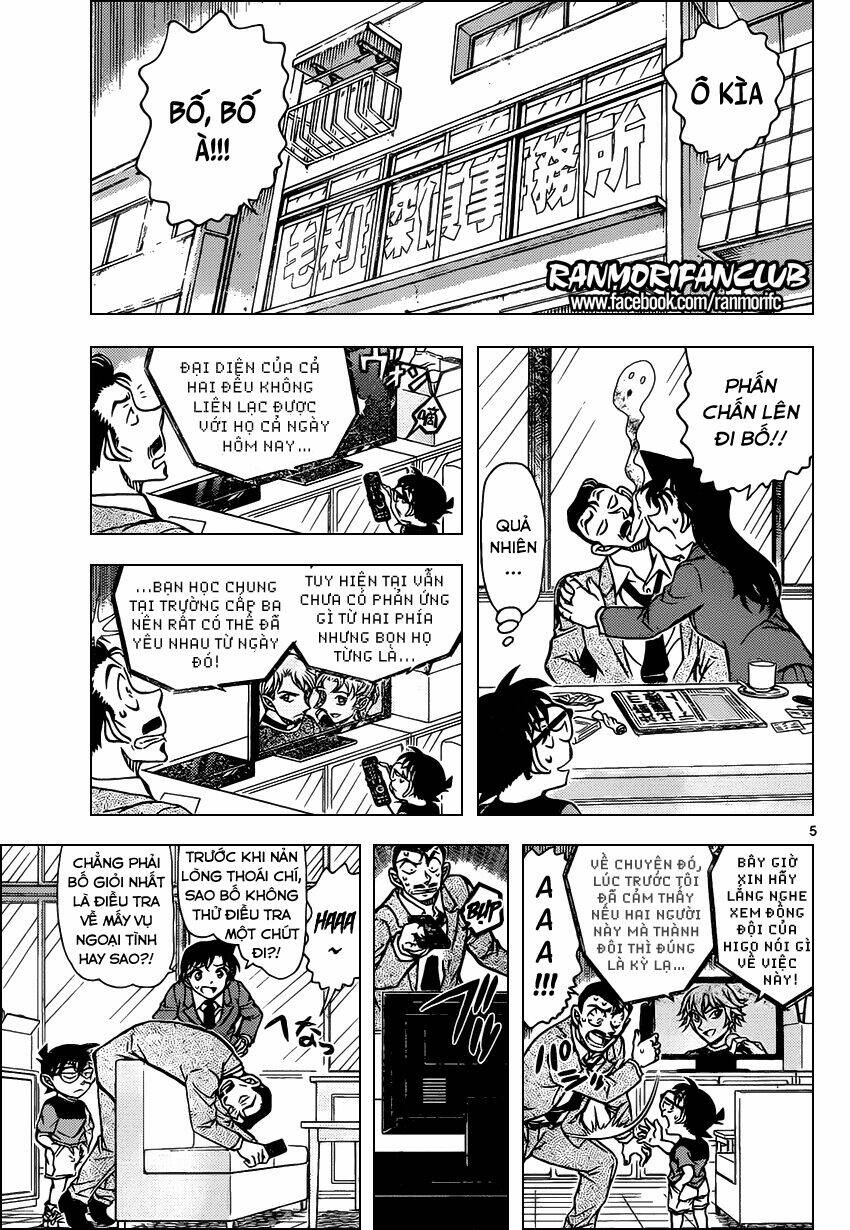 Ô KÌA
BỐ, BỐ
À!!!
毛利探偵事務所
RANMORIFANCLUB
www.facebook.com/ranmorifc
PHẤN
CHẤN LÊN
ĐI BỐ!!
QUẢ
NHIÊN
...
ĐẠI DIỆN CỦA CẢ
HAI ĐỀU KHÔNG
LIÊN LẠC ĐƯỢC
VỚI HỌ CẢ NGÀY
HÔM NAY...
ヴォン
TUY HIỆN TẠI VẪN
CHƯA CÓ PHẢN ỨNG
GÌ TỪ HAI PHÍA
NHƯNG BỌN HỌ
TỪNG LÀ...
...BẠN HỌC CHUNG
TẠI TRƯỜNG CẤP BA
NÊN RẤT CÓ THỂ ĐÃ
YÊU NHAU TỪ NGÀY
ĐÓ!
5
BÂY GIỜ
XIN HÃY
LẮNG NGHE
XEM ĐỒNG
ĐỘI CỦA
HIGO NÓI GÌ
VỀ VIỆC
NÀY!
VỀ CHUYỆN ĐÓ,
LÚC TRƯỚC TÔI
ĐÃ CẢM THẤY
NẾU HAI NGƯỜI
NÀY MÀ THÀNH
ĐÔI THÌ ĐÚNG
LÀ KỲ LẠ...
A
A
A
!!!
BỤP
TRƯỚC KHI NẢN
LÒNG THOÁI CHÍ,
SAO BỐ KHÔNG
THỬ ĐIỀU TRA
MỘT CHÚT
ĐI?!
CHẲNG PHẢI
BỐ GIỎI NHẤT
LÀ ĐIỀU TRA
VỀ MẤY VỤ
NGOẠI TÌNH
HAY SAO?!
HAAA
~
へなっ